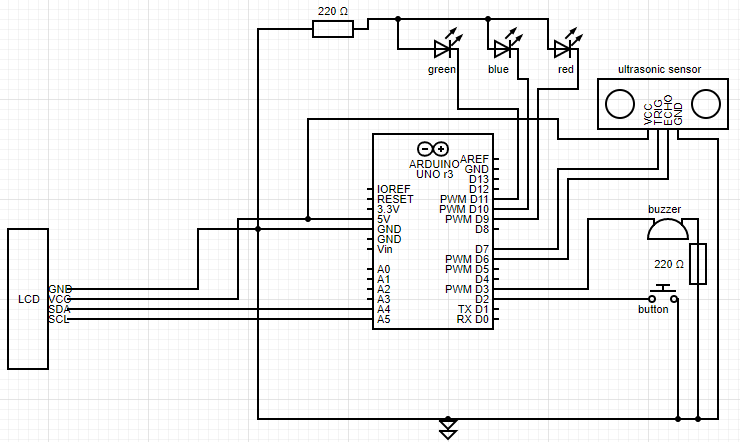 220 Ω
green
blue
red
ultrasonic sensor
VCC
TRIG
ECHO
GND
ARDUINO
UNO r3
IOREF
RESET
3.3V
5V
GND
GND
Vin
A0
A1
A2
A3
A4
A5
AREF
GND
D13
D12
PWM D11
PWM D10
PWM D9
D8
D7
PWM D6
PWM D5
D4
PWM D3
D2
TX D1
RX D0
buzzer
220 Ω
button
LCD
GND
VCC
SDA
SCL